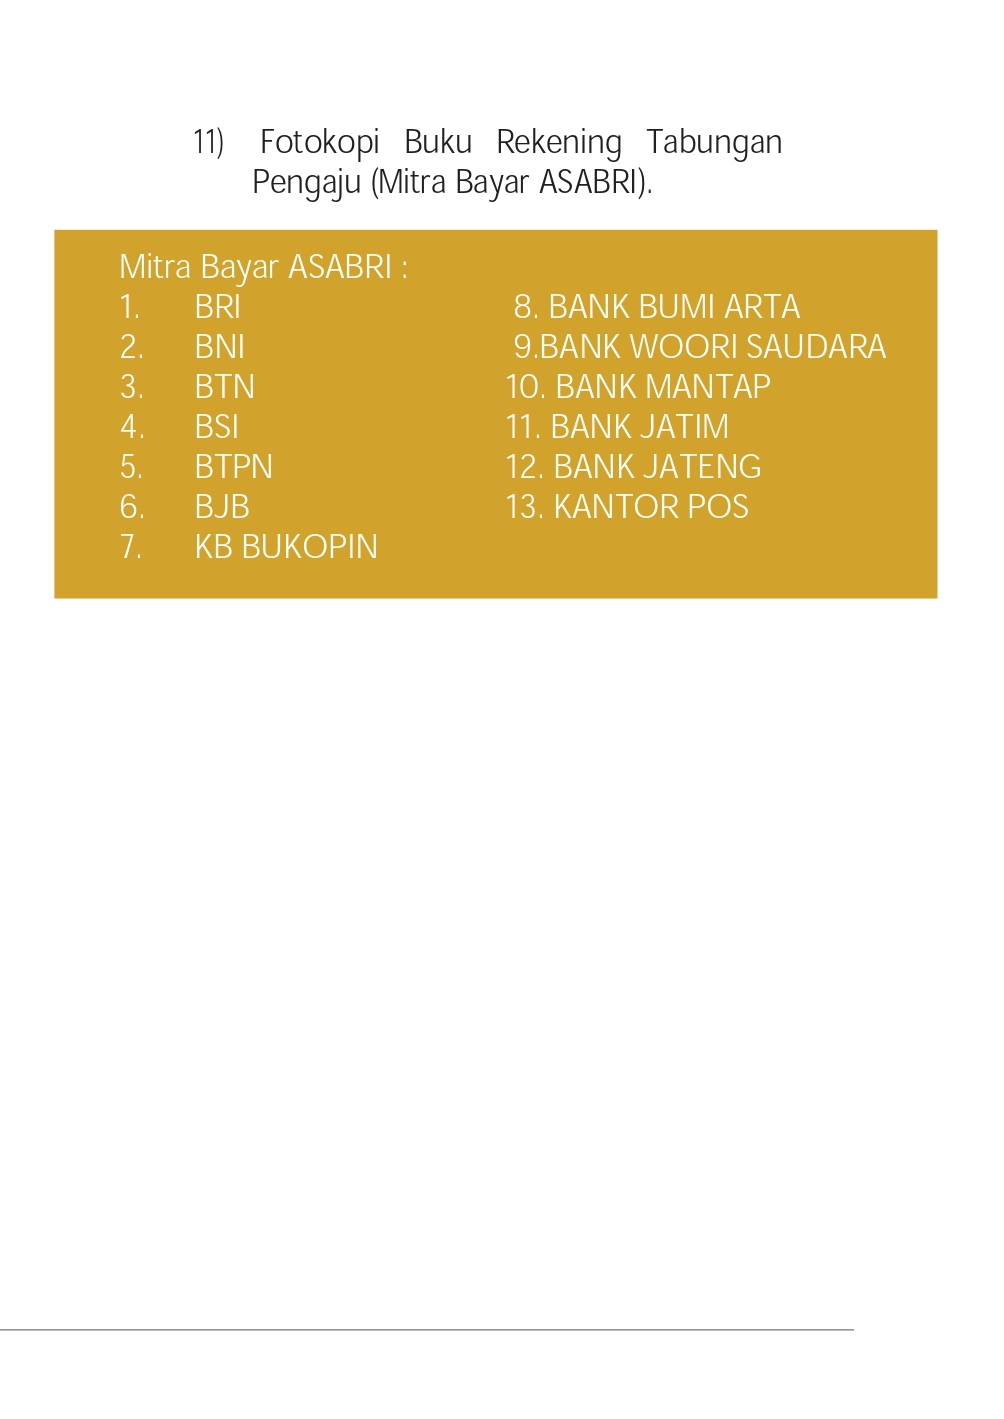 11) Fotokopi Buku Rekening Tabungan
Pengaju (Mitra Bayar ASABRI).
Mitra Bayar ASABRI :
1. BRI
2. BNI
3. BTN
4. BSI
5. BTPN
6. BJB
7. KB BUKOPIN
8. BANK BUMI ARTA
9.BANK WOORI SAUDARA
10. BANK MANTAP
11. BANK JATIM
12. BANK JATENG
13. KANTOR POS